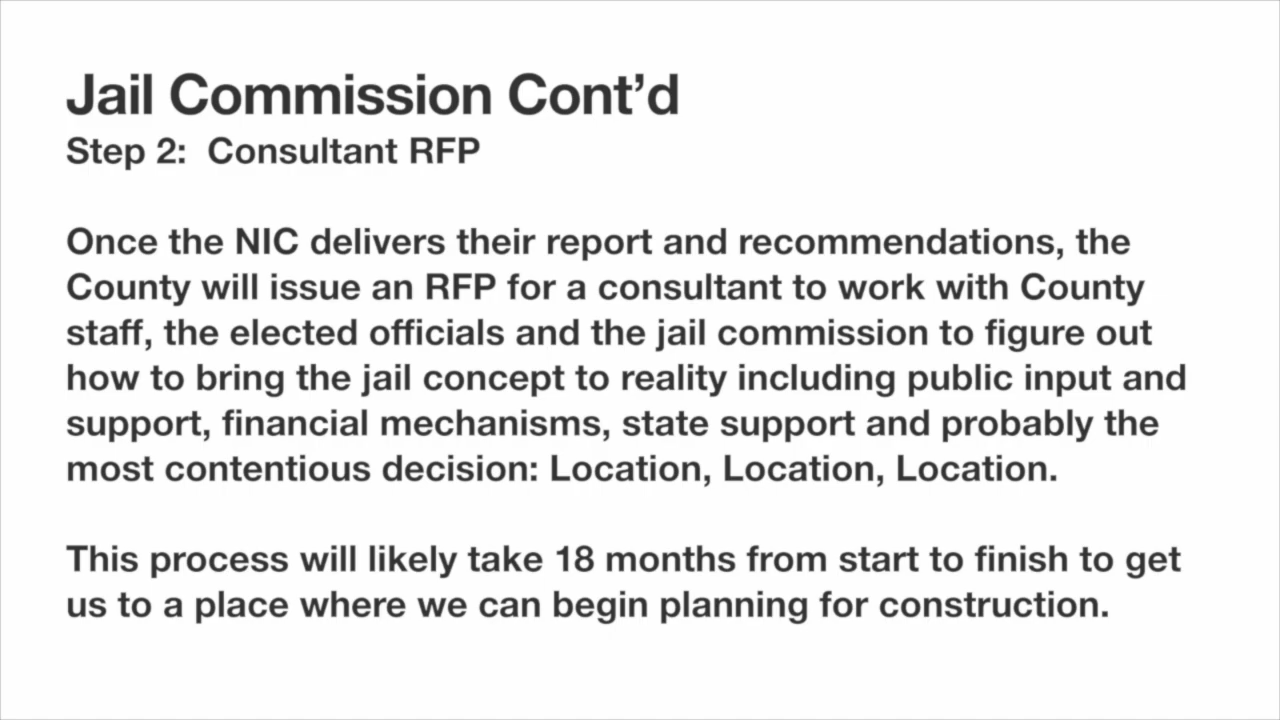 Jail Commission Cont’d
Step 2:  Consultant RFP
Once the NIC delivers their report and recommendations, the
County will issue an RFP for a consultant to work with County
staff, the elected officials and the jail commission to figure out
how to bring the jail concept to reality including public input and
support, financial mechanisms, state support and probably the
most contentious decision: Location, Location, Location.
This process will likely take 18 months from start to finish to get
us to a place where we can begin planning for construction.